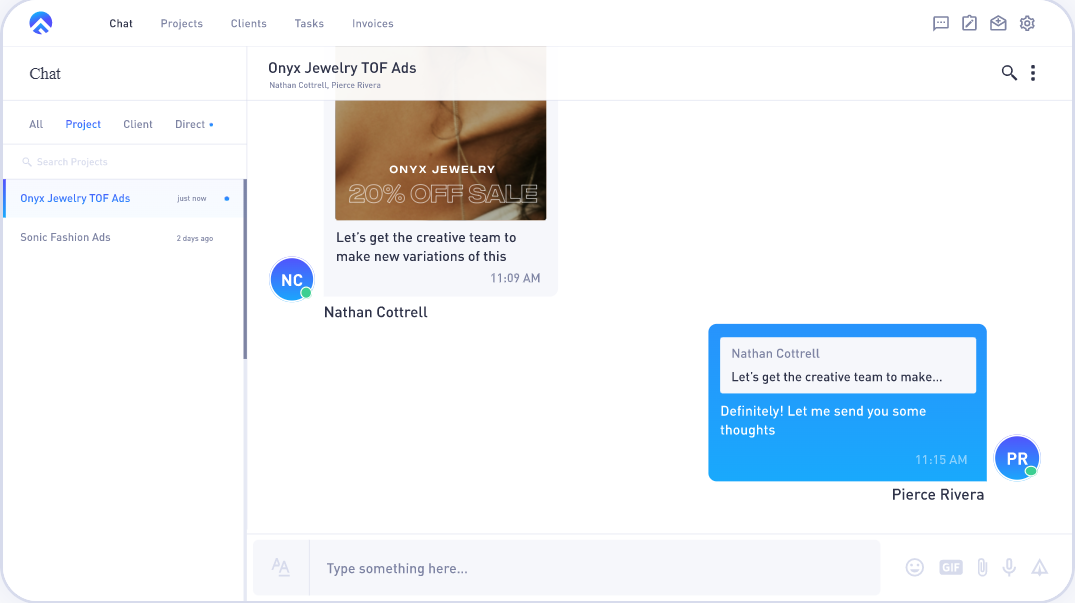 Chat
Projects
Clients
Tasks
Invoices
Chat
All
Project
Client
Direct
Search Projects
Onyx Jewelry TOF Ads
just now
Sonic Fashion Ads
2 days ago
Onyx Jewelry TOF Ads
Nathan Cottrell, Pierce Rivera
ONYX JEWELRY
20% OFF SALE
Let's get the creative team to
make new variations of this
11:09 AM
NC
Nathan Cottrell
Nathan Cottrell
Let's get the creative team to make...
Definitely! Let me send you some
thoughts
11:15 AM
PR
Pierce Rivera
AA
Type something here...
GIF